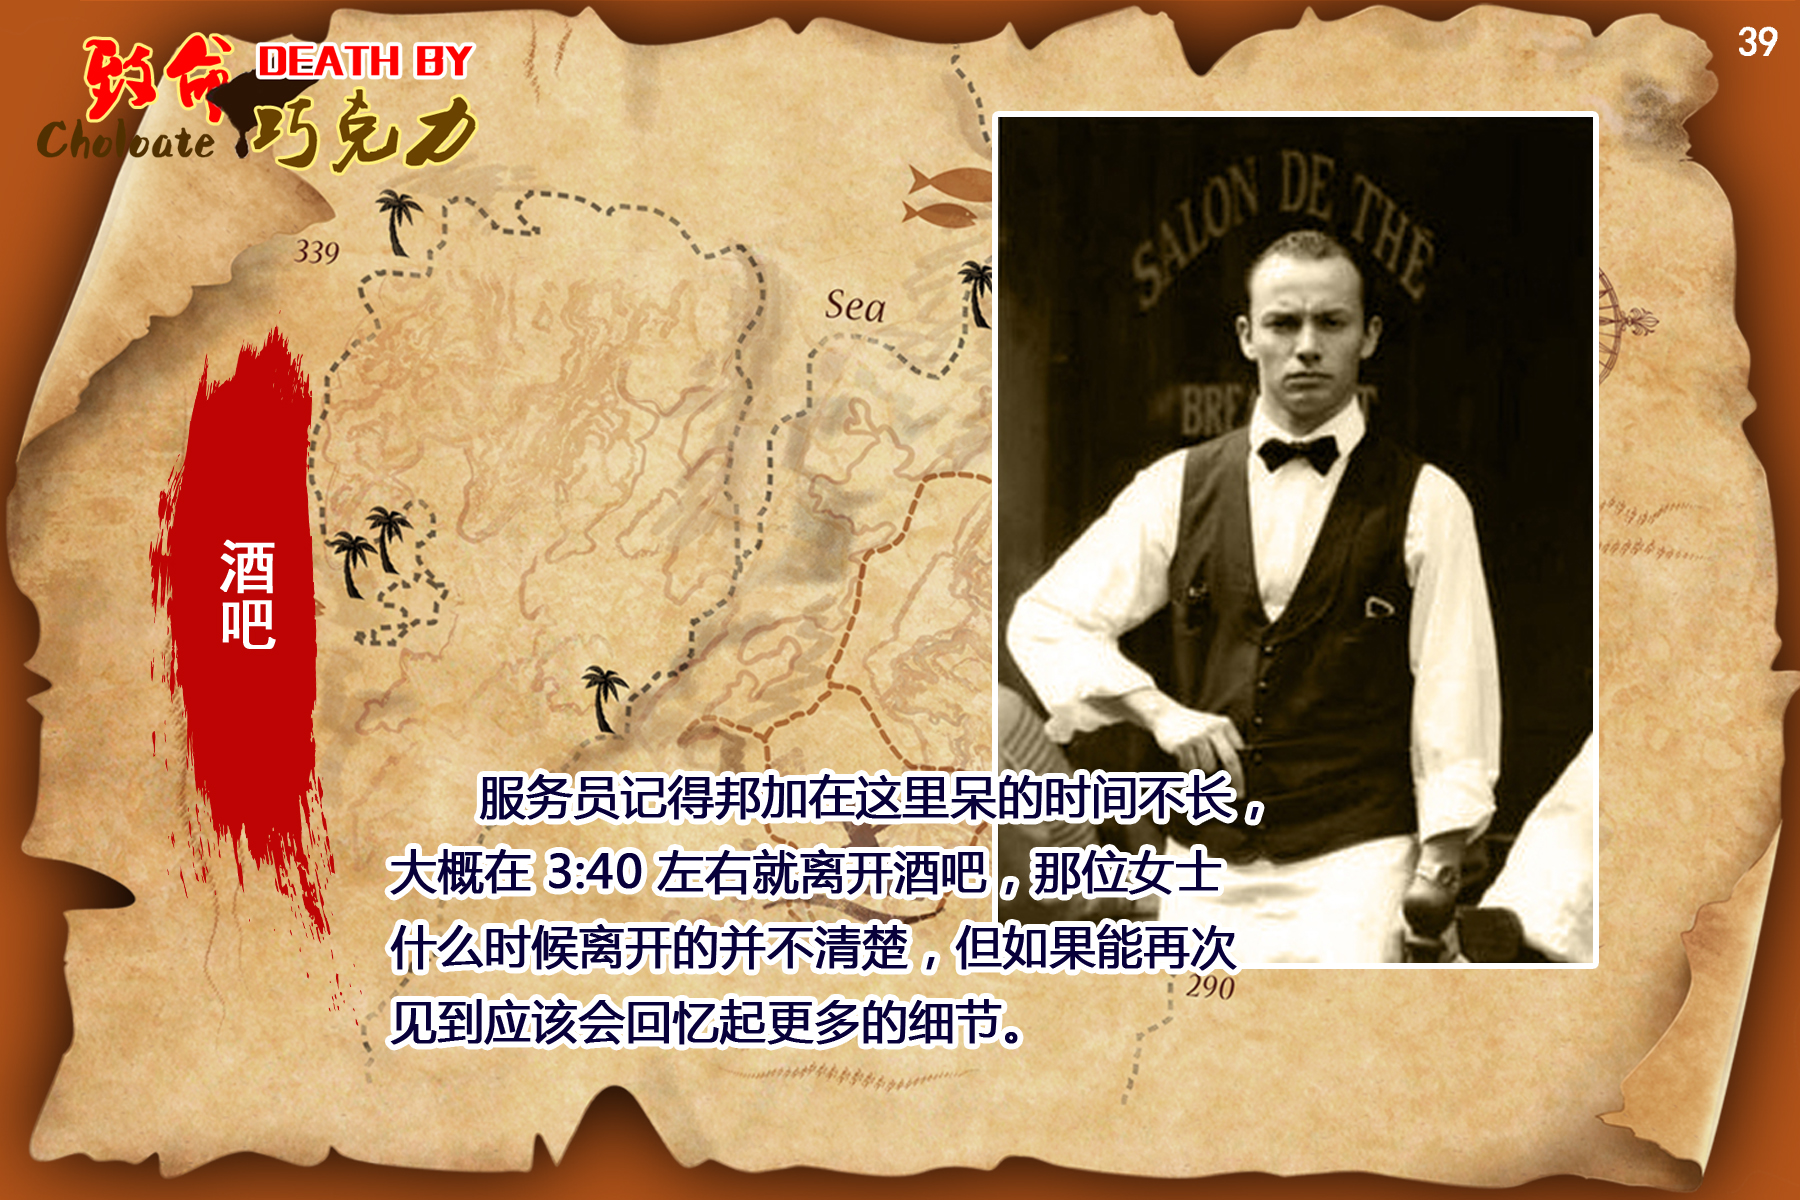 39
致命 DEATH BY
Choloate 巧克力
339
Sea
SALON DE THÉ
BRE T
酒吧
服务员记得邦加在这里呆的时间不长，
大概在 3:40 左右就离开酒吧，那位女士
什么时候离开的并不清楚，但如果能再次
见到应该会回忆起更多的细节。
290